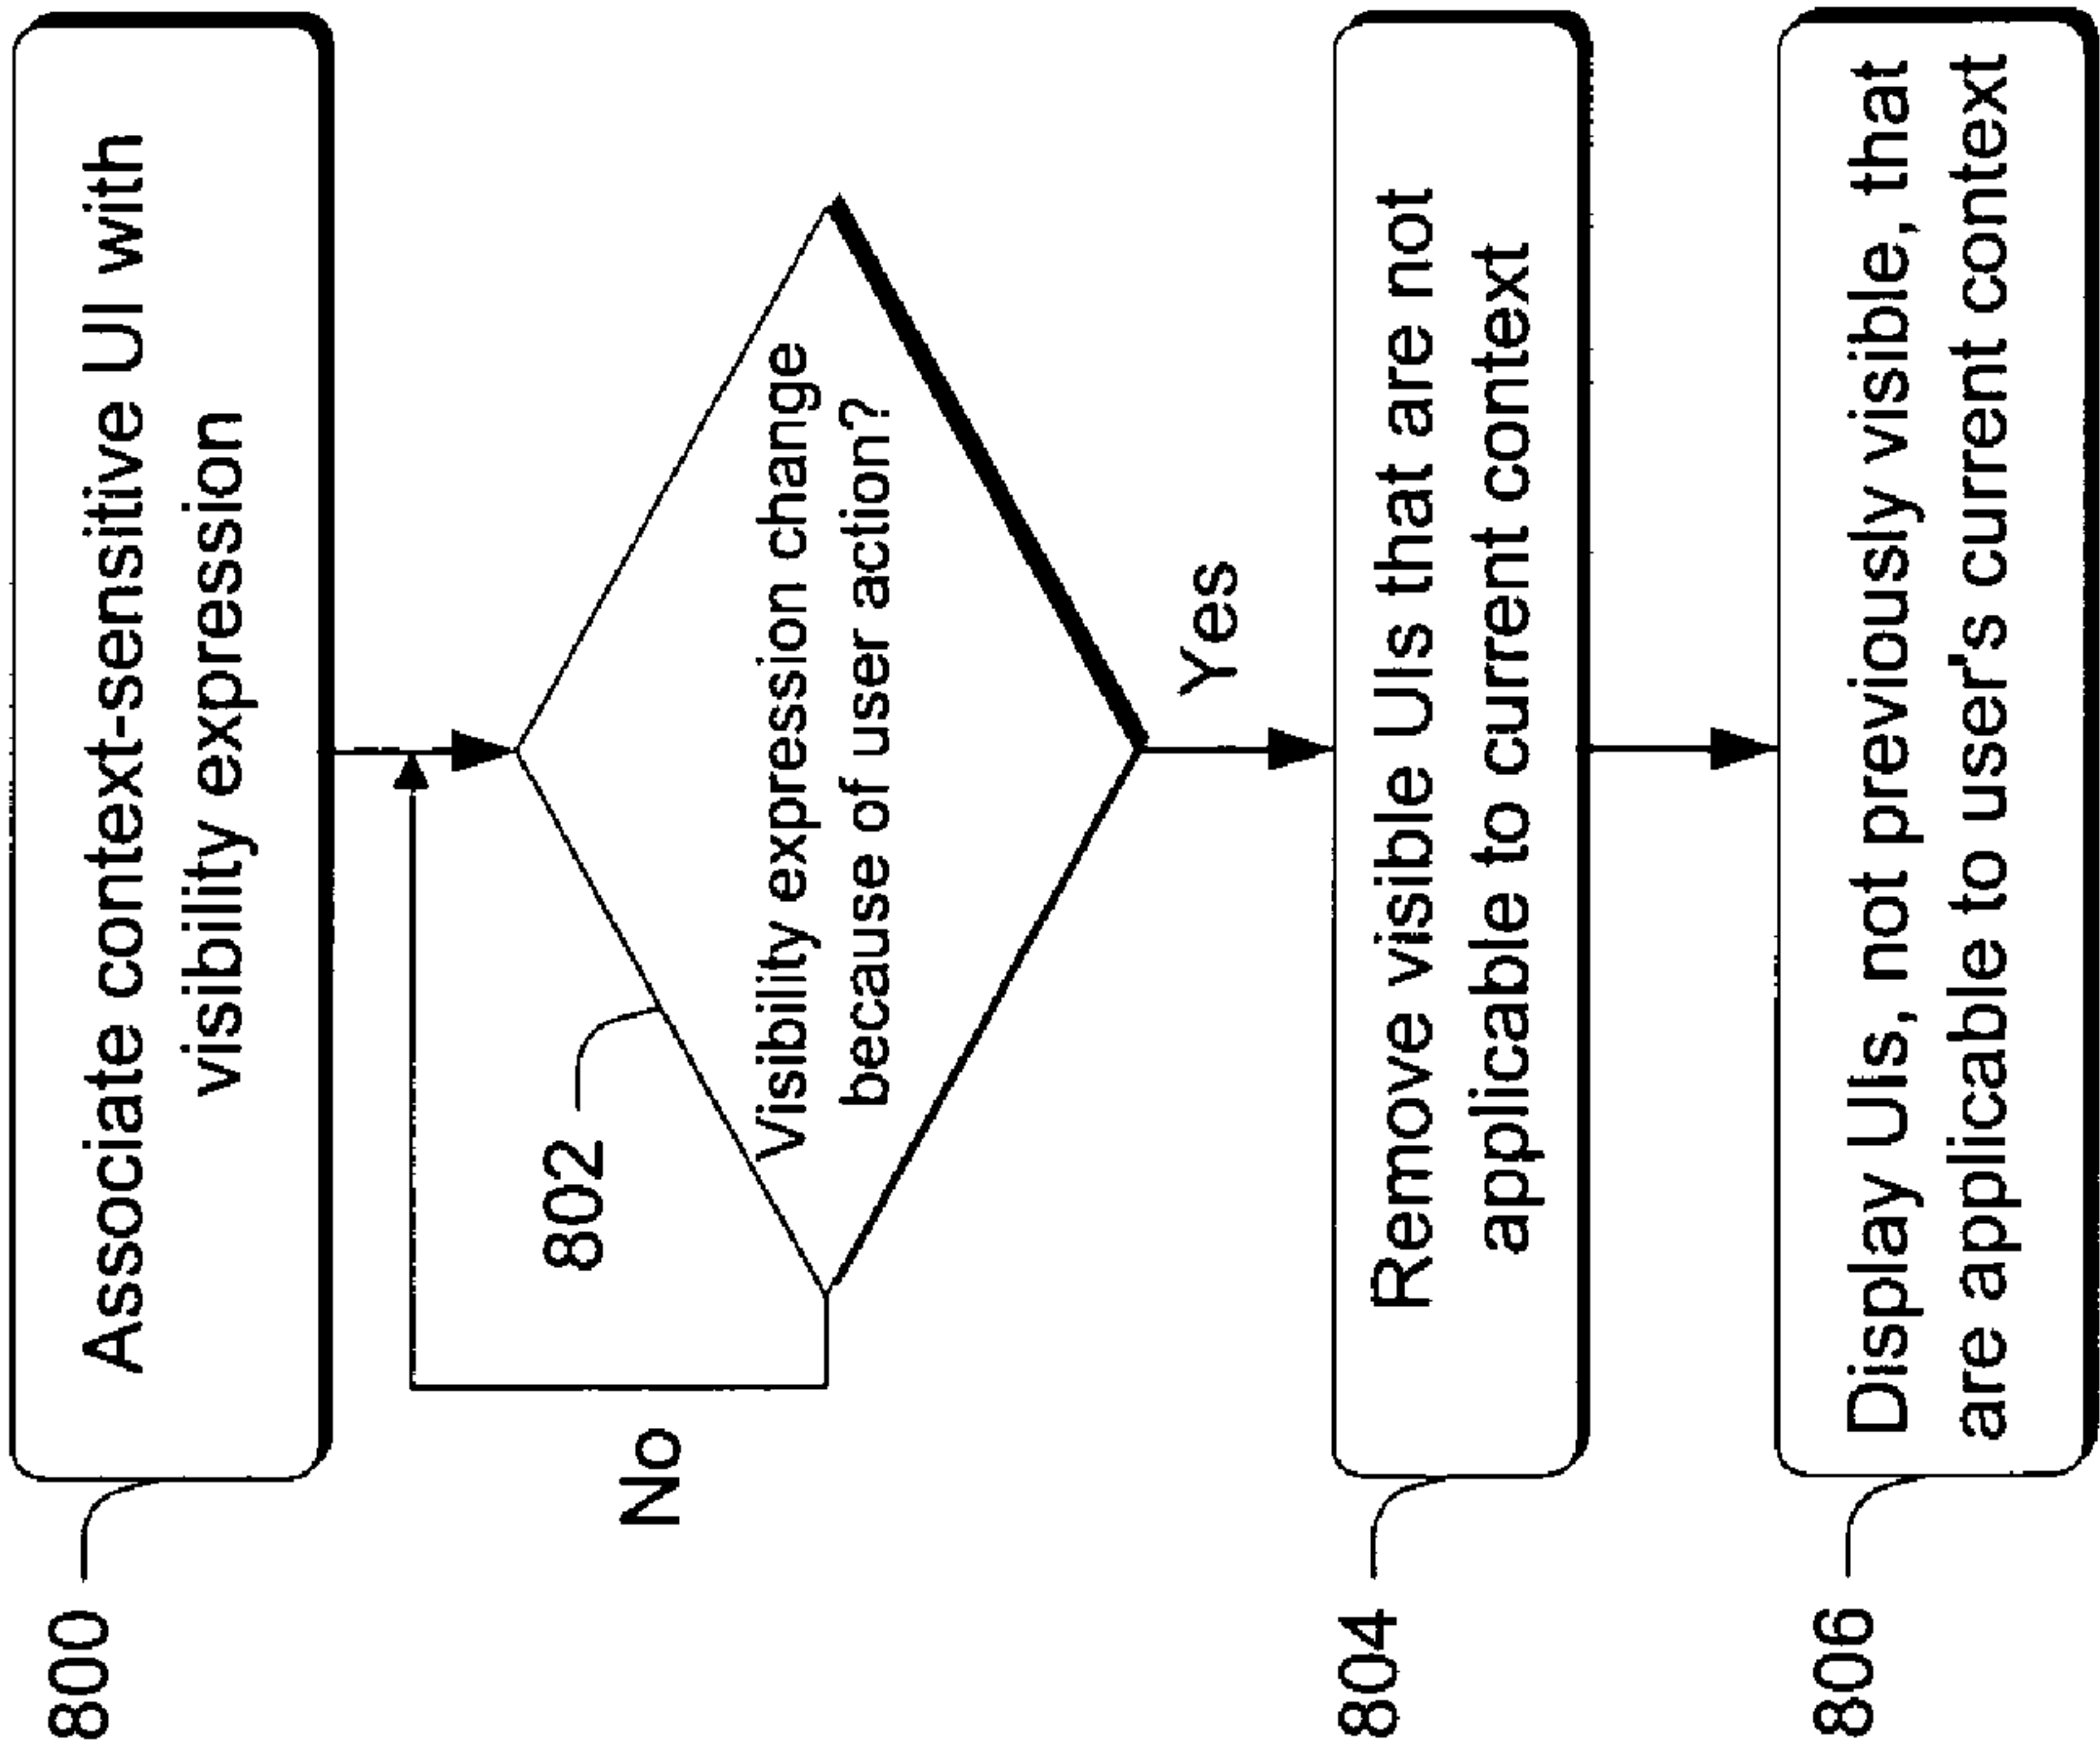 800
Associate context-sensitive UI with
visibility expression
802
Visibility expression change
because of user action?
No
Yes
804
Remove visible UIs that are not
applicable to current context
806
Display UIs, not previously visible, that
are applicable to user's current context